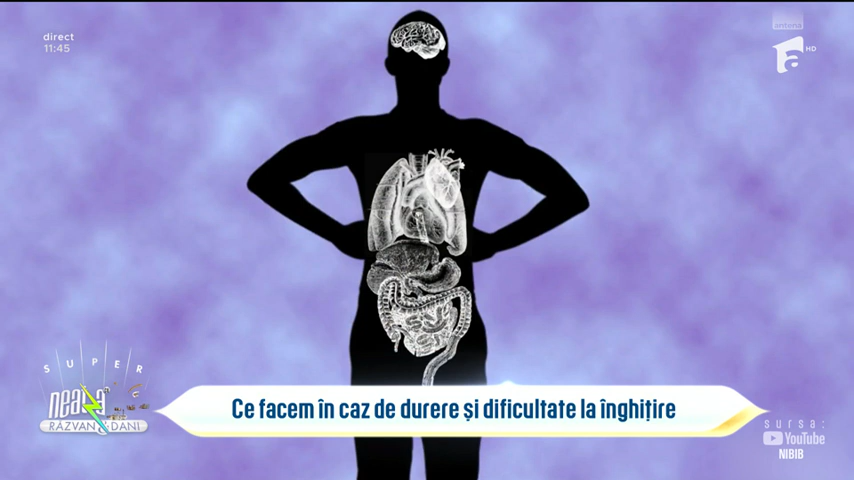 direct
11:45
antena
a
HD
SUPER
neatza
RĂZVAN & DANI
Ce facem în caz de durere și dificultate la înghițire
sursa:
YouTube
NIBIB